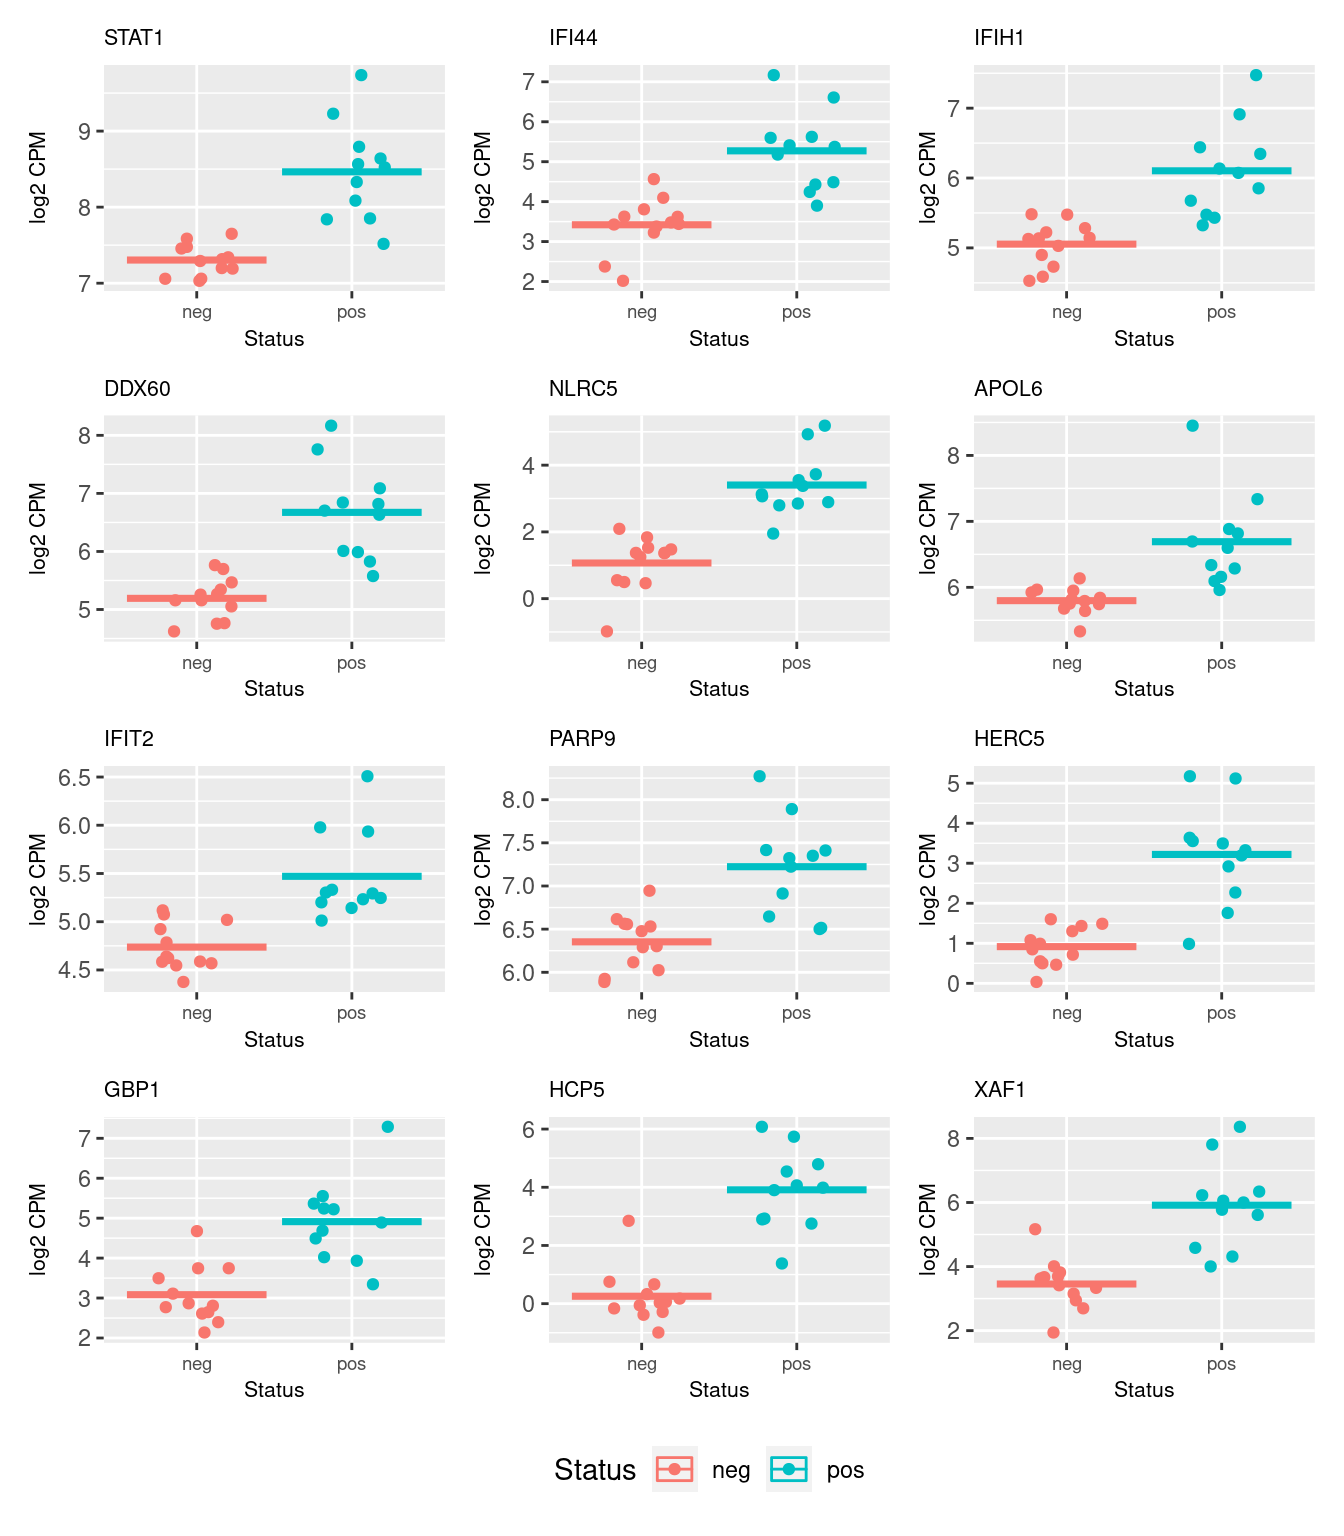 STAT1
IFI44
IFIH1
log2 CPM
9
8
7
log2 CPM
7
6
5
4
3
2
log2 CPM
7
6
5
neg pos
neg pos
neg pos
Status
Status
Status
DDX60
NLRC5
APOL6
log2 CPM
8
7
6
5
log2 CPM
4
2
0
log2 CPM
8
7
6
neg pos
neg pos
neg pos
Status
Status
Status
IFIT2
PARP9
HERC5
log2 CPM
6.5
6.0
5.5
5.0
4.5
log2 CPM
8.0
7.5
7.0
6.5
6.0
log2 CPM
5
4
3
2
1
0
neg pos
neg pos
neg pos
Status
Status
Status
GBP1
HCP5
XAF1
log2 CPM
7
6
5
4
3
2
log2 CPM
6
4
2
0
log2 CPM
8
6
4
2
neg pos
neg pos
neg pos
Status
Status
Status
Status neg pos